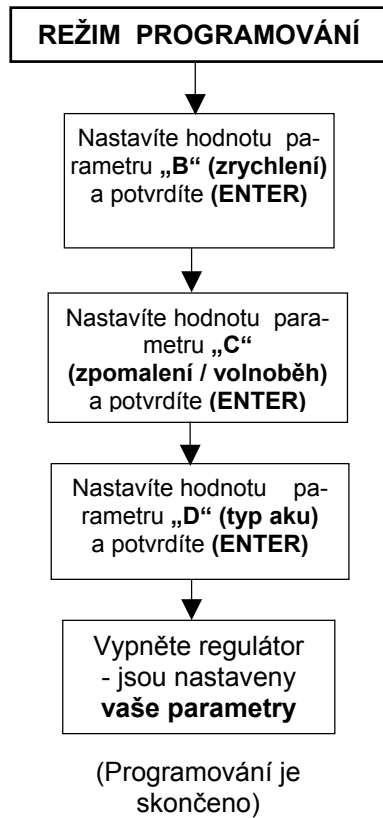 REŽIM PROGRAMOVÁNÍ
Nastavíte hodnotu pa-
rametru „B“ (zrychlení)
a potvrdíte (ENTER)
Nastavíte hodnotu para-
metru „C“
(zpomalení / volnoběh)
a potvrdíte (ENTER)
Nastavíte hodnotu pa-
rametru „D“ (typ aku)
a potvrdíte (ENTER)
Vypněte regulátor
- jsou nastaveny
vaše parametry
(Programování je
skončeno)